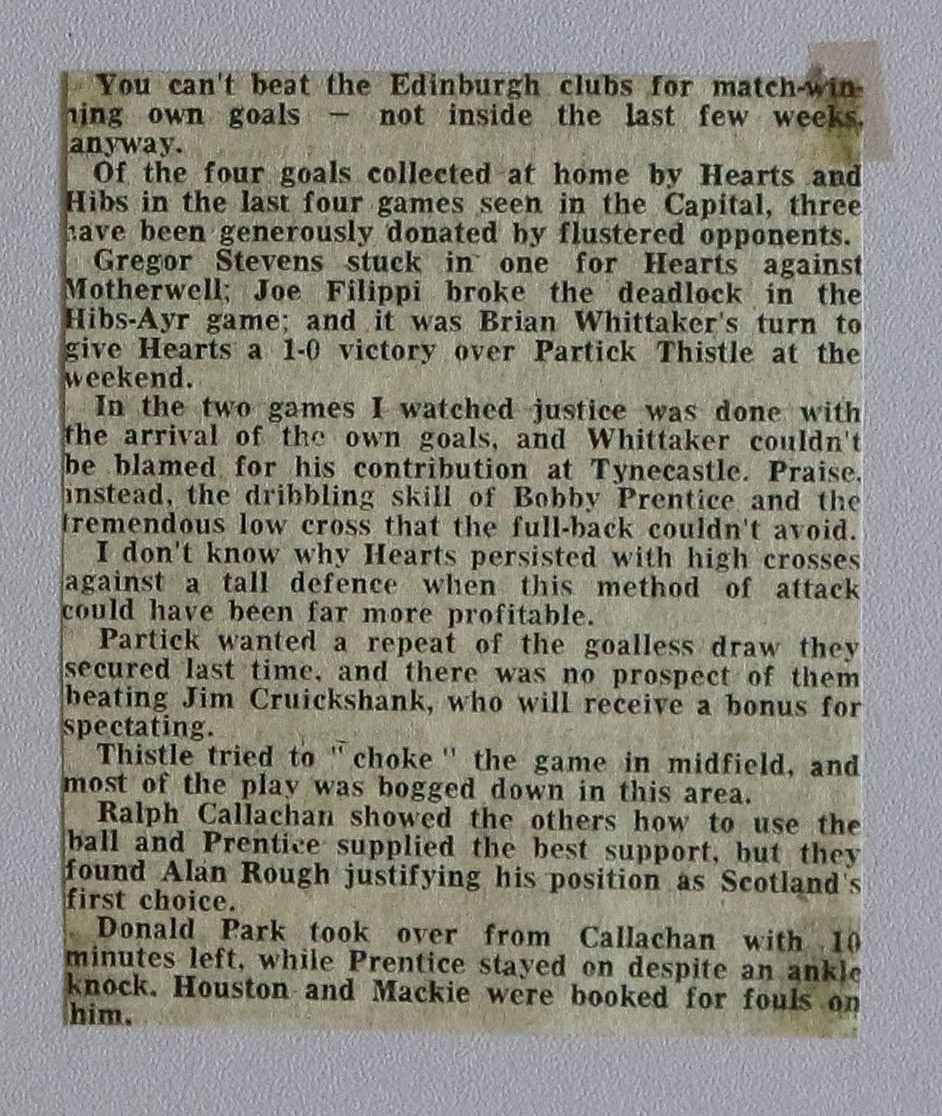 You can't beat the Edinburgh clubs for match-win-
ning own goals — not inside the last few weeks,
anyway.
Of the four goals collected at home by Hearts and
Hibs in the last four games seen in the Capital, three
have been generously donated by flustered opponents.
Gregor Stevens stuck in one for Hearts against
Motherwell; Joe Filippi broke the deadlock in the
Hibs-Ayr game; and it was Brian Whittaker's turn to
give Hearts a 1-0 victory over Partick Thistle at the
weekend.
In the two games I watched justice was done with
the arrival of the own goals, and Whittaker couldn't
be blamed for his contribution at Tynecastle. Praise,
instead, the dribbling skill of Bobby Prentice and the
tremendous low cross that the full-back couldn't avoid.
I don't know why Hearts persisted with high crosses
against a tall defence when this method of attack
could have been far more profitable.
Partick wanted a repeat of the goalless draw they
secured last time, and there was no prospect of them
beating Jim Cruickshank, who will receive a bonus for
spectating.
Thistle tried to "choke" the game in midfield, and
most of the play was bogged down in this area.
Ralph Callachan showed the others how to use the
ball and Prentice supplied the best support, but they
found Alan Rough justifying his position as Scotland's
first choice.
Donald Park took over from Callachan with 10
minutes left, while Prentice stayed on despite an ankle
knock. Houston and Mackie were booked for fouls on
him.